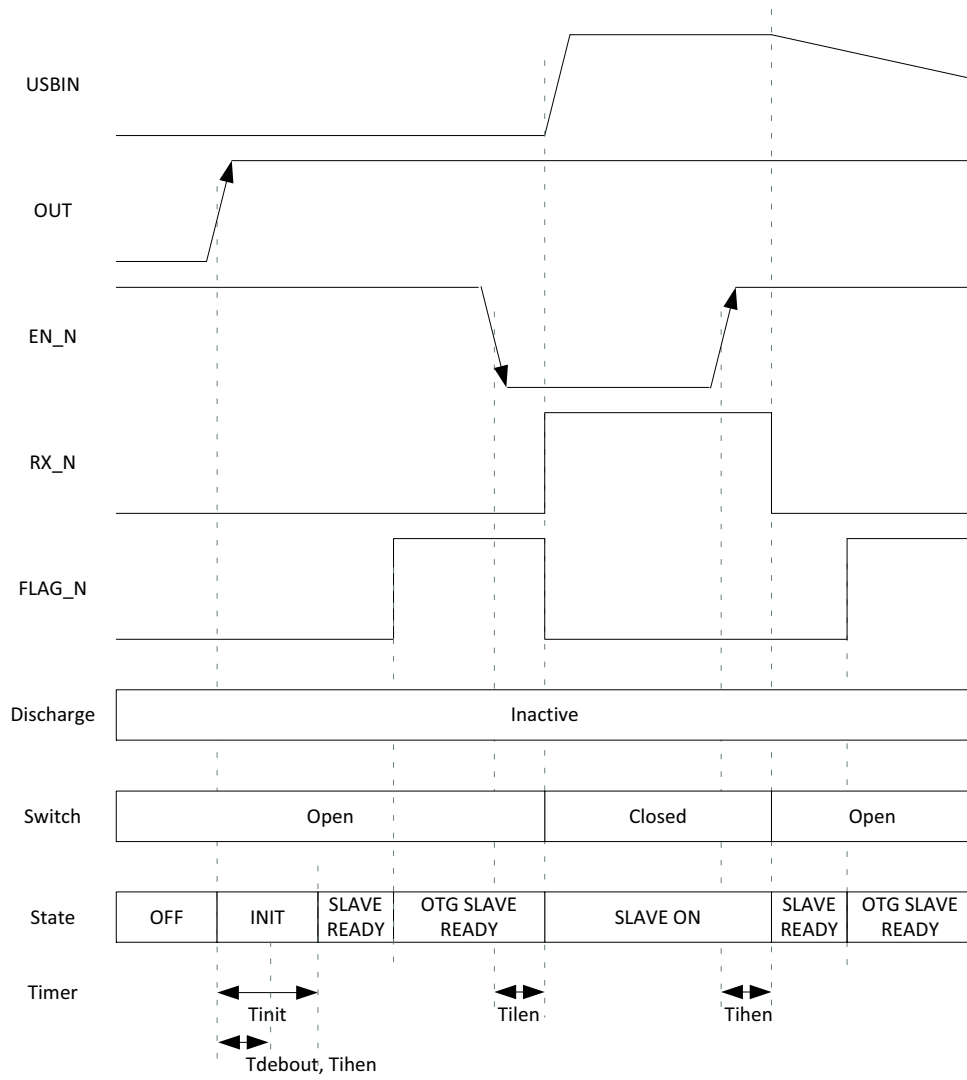 USBIN
OUT
EN_N
RX_N
FLAG_N
Discharge
Inactive
Switch
Open
Closed
Open
State
OFF
INIT
SLAVE
READY
OTG SLAVE
READY
SLAVE ON
SLAVE
READY
OTG SLAVE
READY
Timer
Tinit
Tilen
Tihen
Tdebout, Tihen